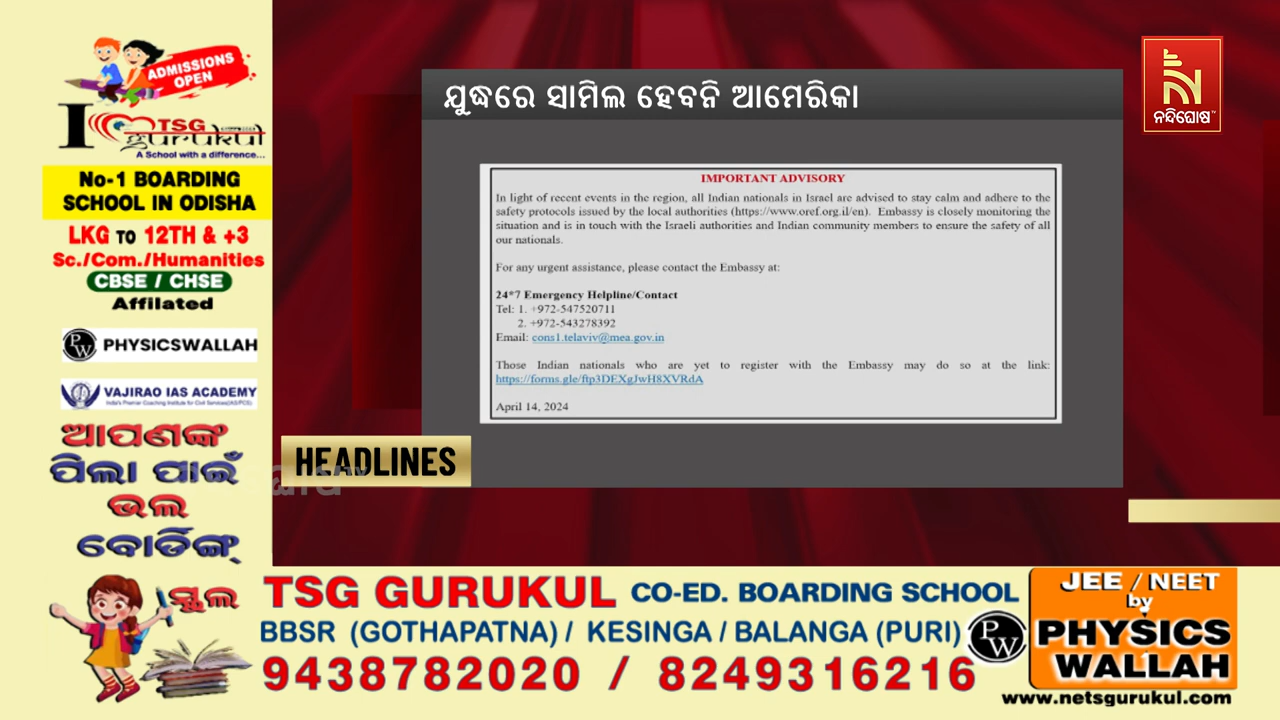 ADMISSIONS
OPEN
I TSG
gurukul
A School with a difference...
No-1 BOARDING
SCHOOL IN ODISHA
LKG TO 12TH & +3
Sc./Com./Humanities
CBSE / CHSE
Affilated
PW PHYSICSWALLAH
VAJIRAO IAS ACADEMY
ଆପଣଙ୍କ
ପିଲା ପାଇଁ
ଭଲ
ବୋର୍ଡିଙ୍ଗ୍
ସ୍କୁଲ
ଯୁଦ୍ଧରେ ସାମିଲ ହେବନି ଆମେରିକା
ନନ୍ଦିଘୋଷ
IMPORTANT ADVISORY
In light of recent events in the region, all Indian nationals in Israel are advised to stay calm and adhere to the
safety protocols issued by the local authorities (https://www.oref.org.il/en). Embassy is closely monitoring the
situation and is in touch with the Israeli authorities and Indian community members to ensure the safety of all
our nationals.
For any urgent assistance, please contact the Embassy at:
24*7 Emergency Helpline/Contact
Tel: 1. +972-547520711
2. +972-543278392
Email: cons1.telaviv@mea.gov.in
Those Indian nationals who are yet to register with the Embassy may do so at the link:
https://forms.gle/ftp3DEXgJwH8XVRdA
April 14, 2024
HEADLINES
TSG GURUKUL CO-ED. BOARDING SCHOOL
BBSR (GOTHAPATNA) / KESINGA / BALANGA (PURI)
9438782020 / 8249316216
JEE / NEET
by
PW PHYSICS
WALLAH
www.netsgurukul.com